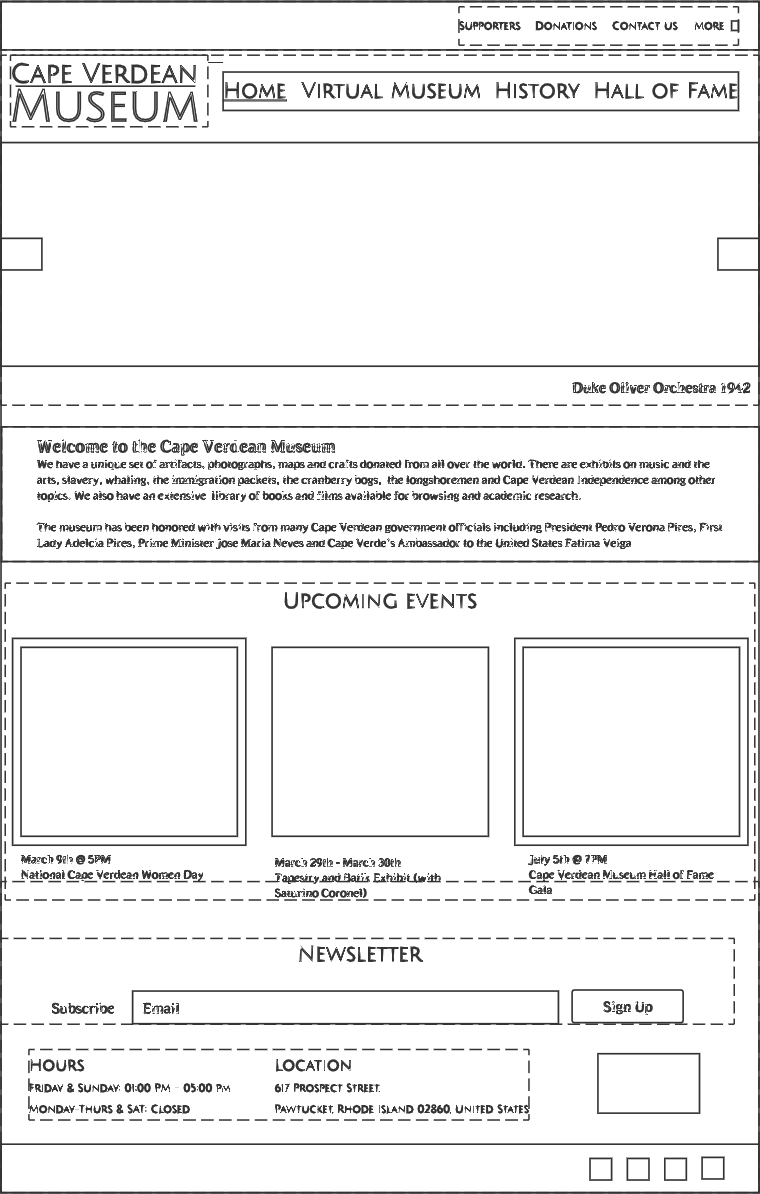 SUPPORTERS DONATIONS CONTACT US MORE
CAPE VERDEAN
MUSEUM
HOME VIRTUAL MUSEUM HISTORY HALL OF FAME
Duke Oliver Orchestra 1942
Welcome to the Cape Verdean Museum
We have a unique set of artifacts, photographs, maps and crafts donated from all over the world. There are exhibits on music and the
arts, slavery, whaling, the immigration packets, the cranberry bogs, the longshoremen and Cape Verdean Independence among other
topics. We also have an extensive library of books and films available for browsing and academic research.
The museum has been honored with visits from many Cape Verdean government officials including President Pedro Verona Pires, First
Lady Adelcia Pires, Prime Minister Jose Maria Neves and Cape Verde's Ambassador to the United States Fatima Veiga
UPCOMING EVENTS
March 9th @ 5PM
National Cape Verdean Women Day
March 29th - March 30th
Tapestry and Batik Exhibit (with
Saturino Coronel)
July 5th @ 7PM
Cape Verdean Museum Hall of Fame
Gala
NEWSLETTER
Subscribe Email Sign Up
HOURS
FRIDAY & SUNDAY: 01:00 PM - 05:00 PM
MONDAY-THURS & SAT: CLOSED
LOCATION
617 PROSPECT STREET,
PAWTUCKET, RHODE ISLAND 02860, UNITED STATES